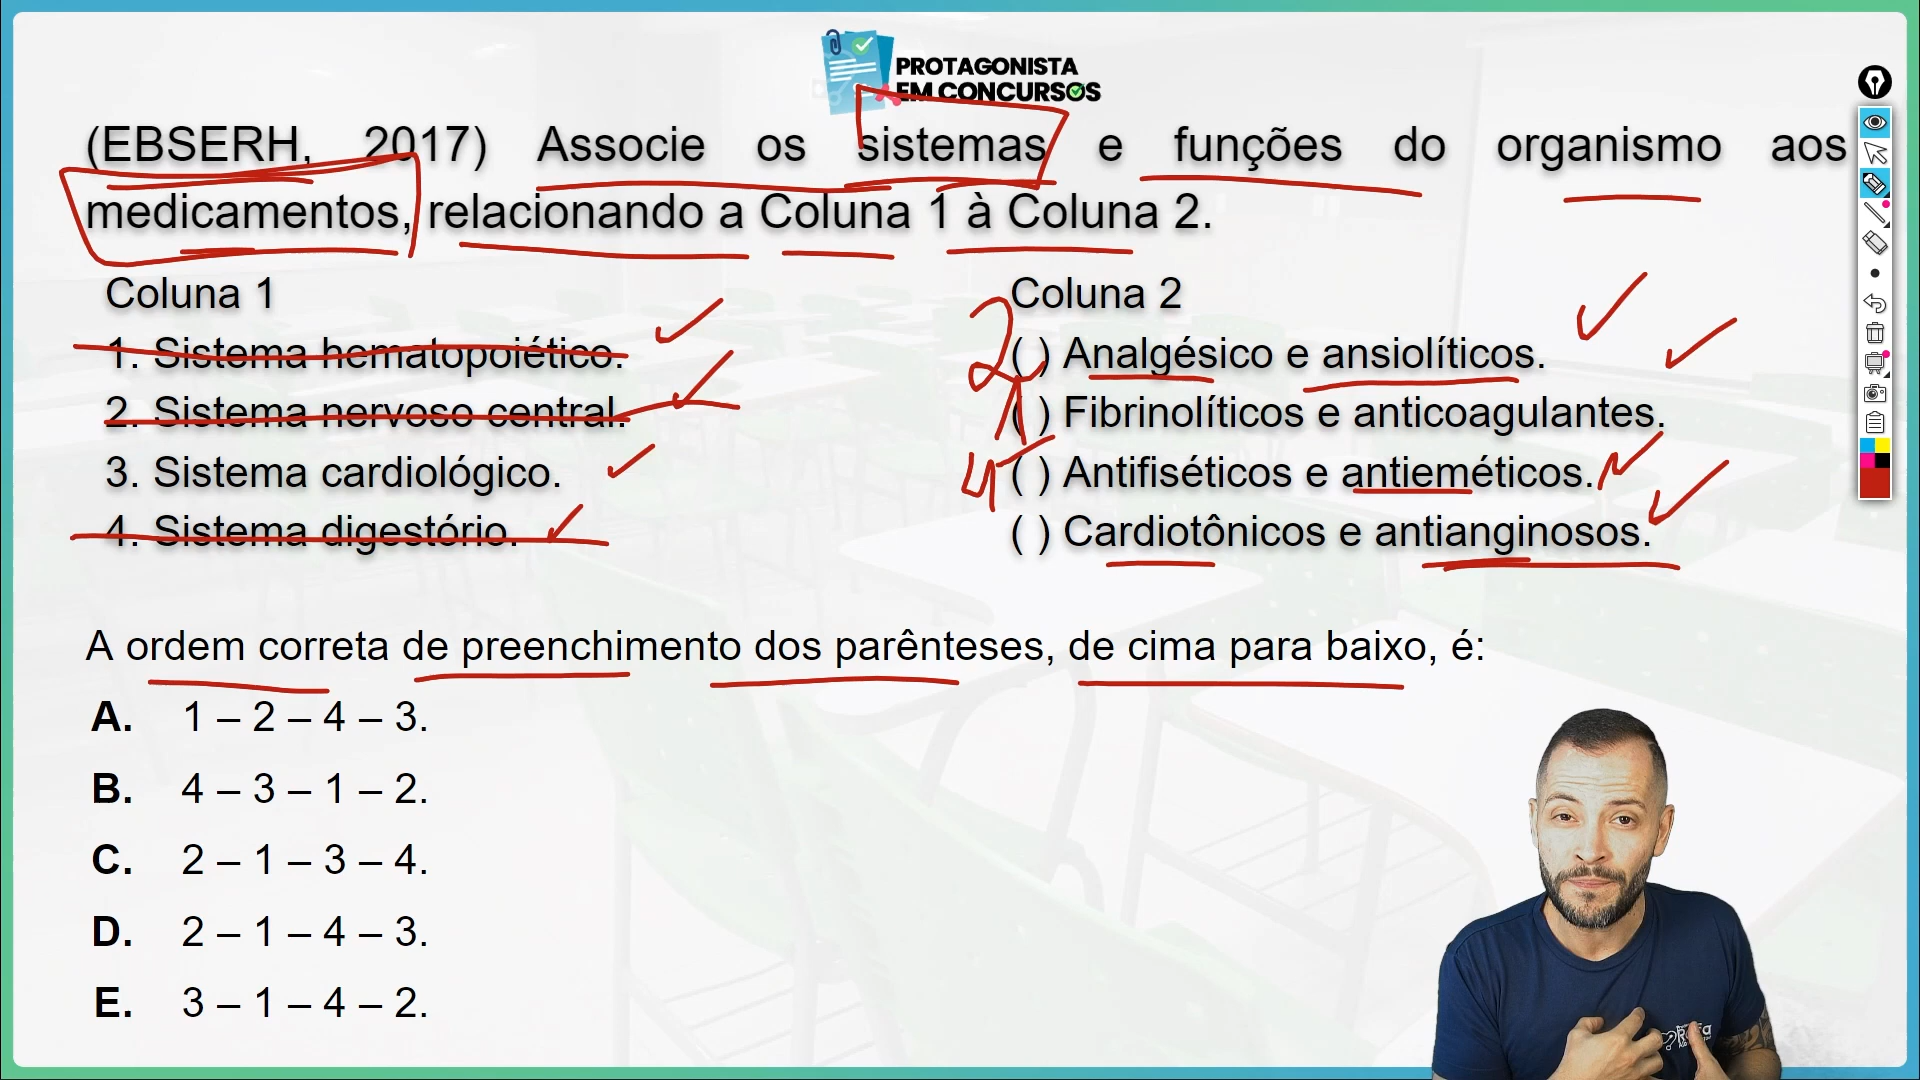 PROTAGONISTA
EM CONCURSOS
(EBSERH, 2017) Associe os sistemas e funções do organismo aos
medicamentos, relacionando a Coluna 1 à Coluna 2.
Coluna 1
1. Sistema hematopoiético.
2. Sistema nervoso central.
3. Sistema cardiológico.
4. Sistema digestório.
Coluna 2
2 ( ) Analgésico e ansiolíticos.
1 ( ) Fibrinolíticos e anticoagulantes.
4 ( ) Antifiséticos e antieméticos.
( ) Cardiotônicos e antianginosos.
A ordem correta de preenchimento dos parênteses, de cima para baixo, é:
A. 1 – 2 – 4 – 3.
B. 4 – 3 – 1 – 2.
C. 2 – 1 – 3 – 4.
D. 2 – 1 – 4 – 3.
E. 3 – 1 – 4 – 2.